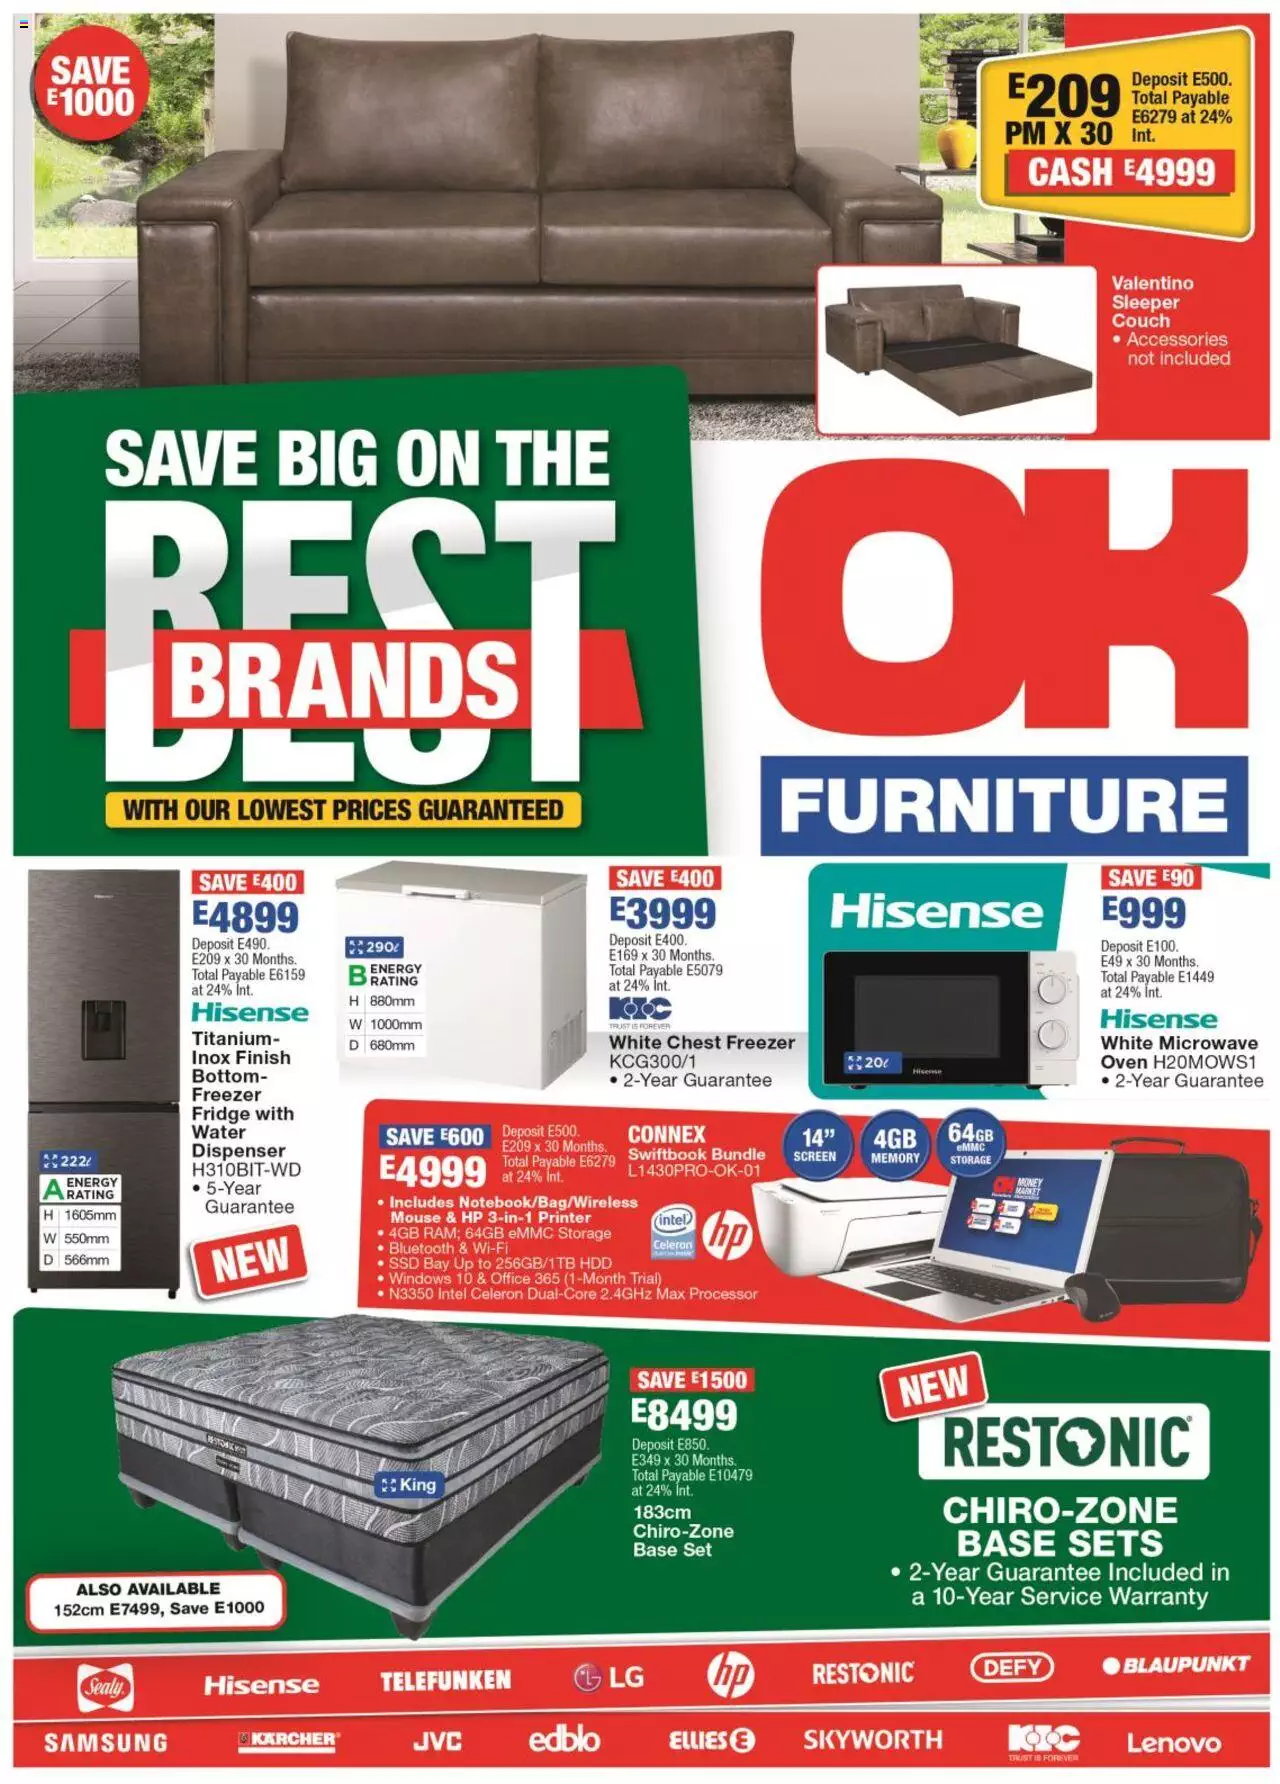 SAVE
E1000
E209
PM X 30
Deposit E500.
Total Payable
E6279 at 24%
Int.
CASH E4999
Valentino
Sleeper
Couch
• Accessories
not included
SAVE BIG ON THE
BEST
BRANDS
WITH OUR LOWEST PRICES GUARANTEED
OK
FURNITURE
SAVE E400
E4899
Deposit E490.
E209 x 30 Months.
Total Payable E6159
at 24% Int.
Hisense
Titanium-
Inox Finish
Bottom-
Freezer
Fridge with
Water
Dispenser
H310BIT-WD
• 5-Year
Guarantee
NEW
222ℓ
A ENERGY
RATING
H 1605mm
W 550mm
D 566mm
290ℓ
B ENERGY
RATING
H 880mm
W 1000mm
D 680mm
SAVE E400
E3999
Deposit E400.
E169 x 30 Months.
Total Payable E5079
at 24% Int.
KIC
TRUST IS FOREVER
White Chest Freezer
KCG300/1
• 2-Year Guarantee
Hisense
20ℓ
Hisense
SAVE E90
E999
Deposit E100.
E49 x 30 Months.
Total Payable E1449
at 24% Int.
Hisense
White Microwave
Oven H20MOWS1
• 2-Year Guarantee
SAVE E600
E4999
Deposit E500.
E209 x 30 Months.
Total Payable E6279
at 24% Int.
CONNEX
Swiftbook Bundle
L1430PRO-OK-01
• Includes Notebook/Bag/Wireless
Mouse & HP 3-in-1 Printer
• 4GB RAM; 64GB eMMC Storage
• Bluetooth & Wi-Fi
• SSD Bay Up to 256GB/1TB HDD
• Windows 10 & Office 365 (1-Month Trial)
• N3350 Intel Celeron Dual-Core 2.4GHz Max Processor
intel
Celeron
hp
14”
SCREEN
4GB
MEMORY
64GB
eMMC
STORAGE
OK MONEY
MARKET
RESTONIC
King
SAVE E1500
E8499
Deposit E850.
E349 x 30 Months.
Total Payable E10479
at 24% Int.
183cm
Chiro-Zone
Base Set
ALSO AVAILABLE
152cm E7499, Save E1000
NEW
RESTONIC
CHIRO-ZONE
BASE SETS
• 2-Year Guarantee Included in
a 10-Year Service Warranty
Sealy
Hisense
TELEFUNKEN
LG
hp
RESTONIC
DEFY
BLAUPUNKT
SAMSUNG
KÄRCHER
JVC
edblo
ELLIES
SKYWORTH
KIC
TRUST IS FOREVER
Lenovo